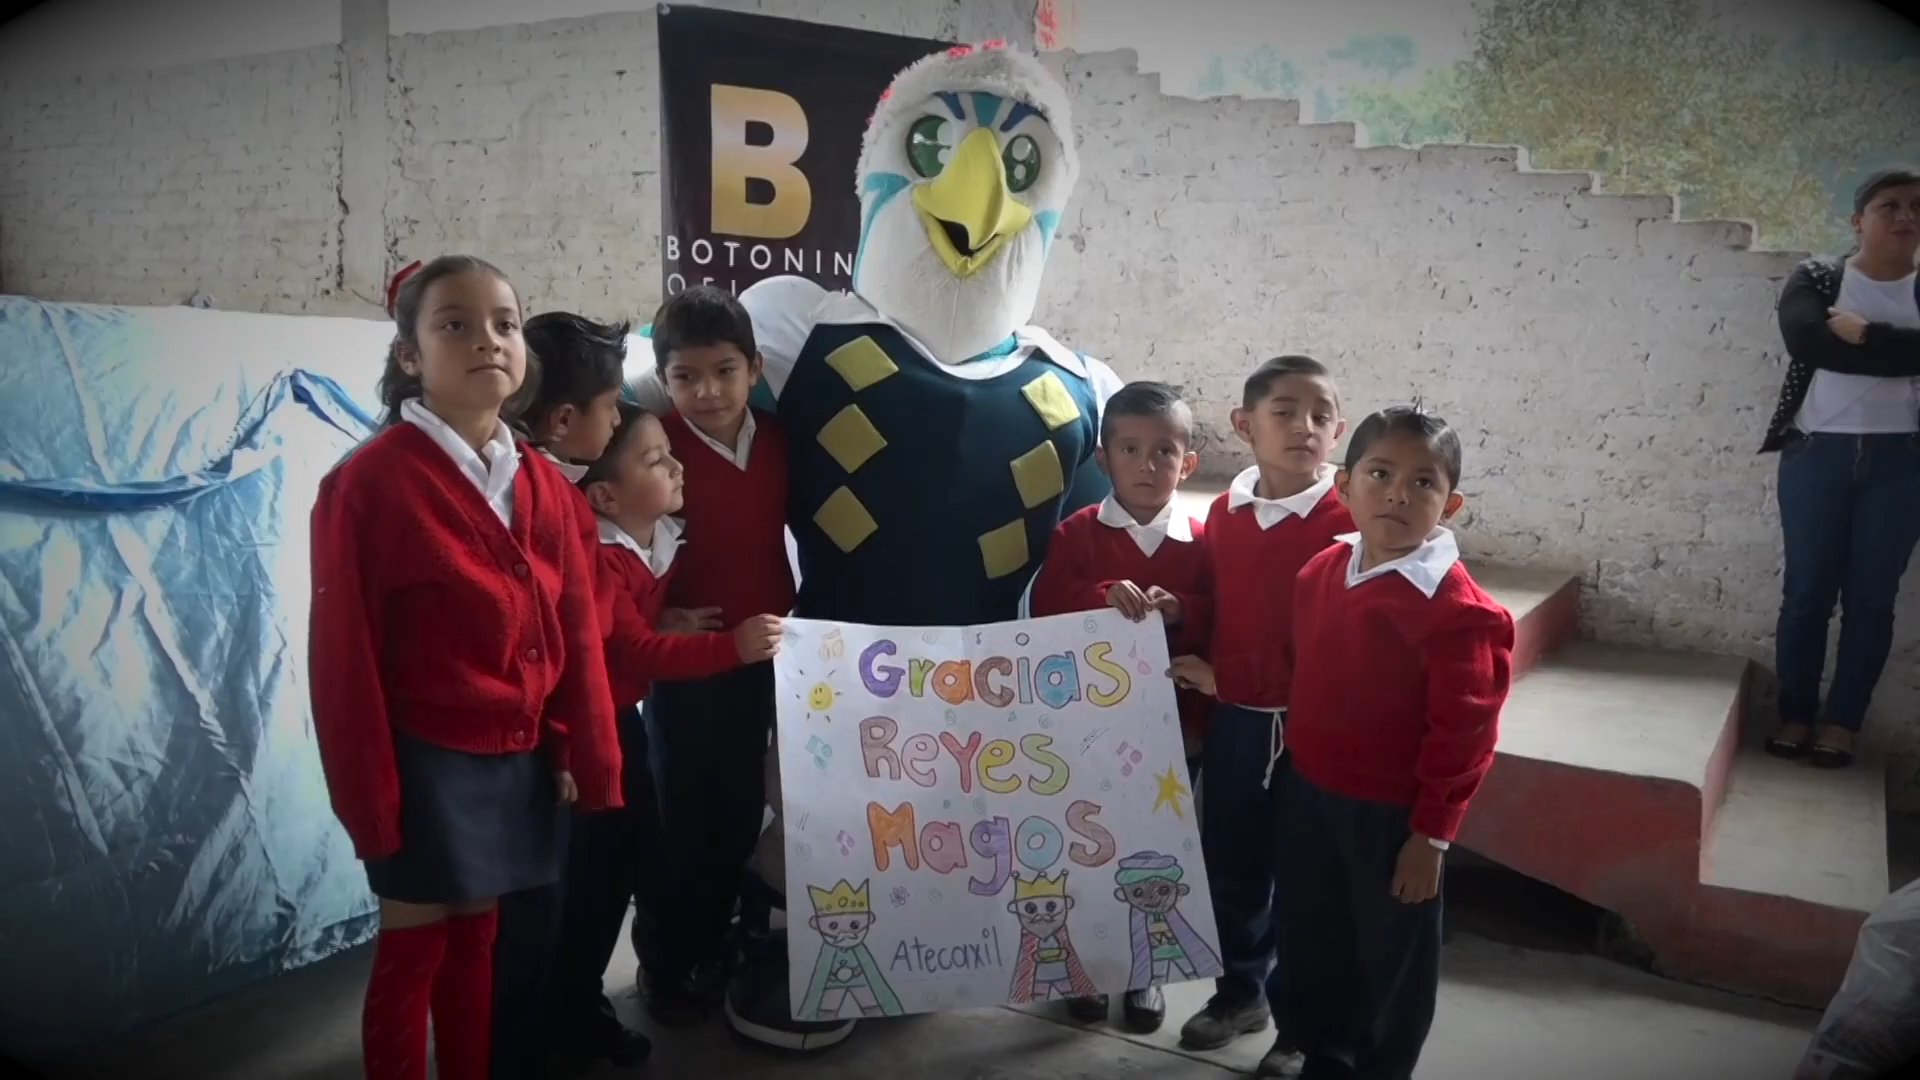 B
BOTONIN
Gracias
Reyes
Magos
Atecaxil